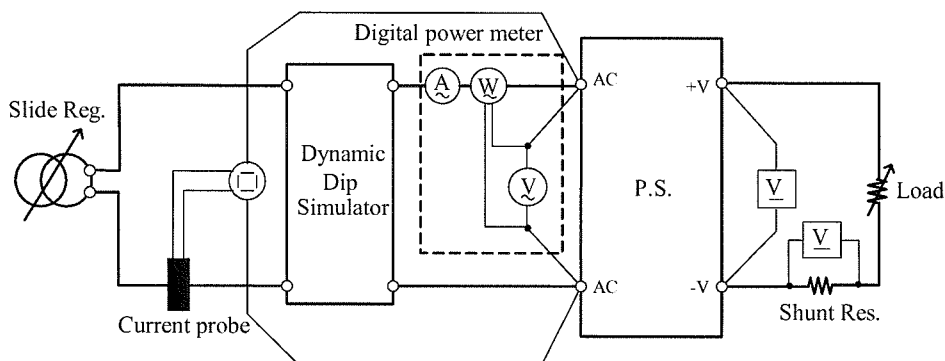 Digital power meter
Slide Reg.
A
W
AC
+V
Dynamic
Dip
Simulator
V
P.S.
V
Load
V
AC
-V
Current probe
Shunt Res.